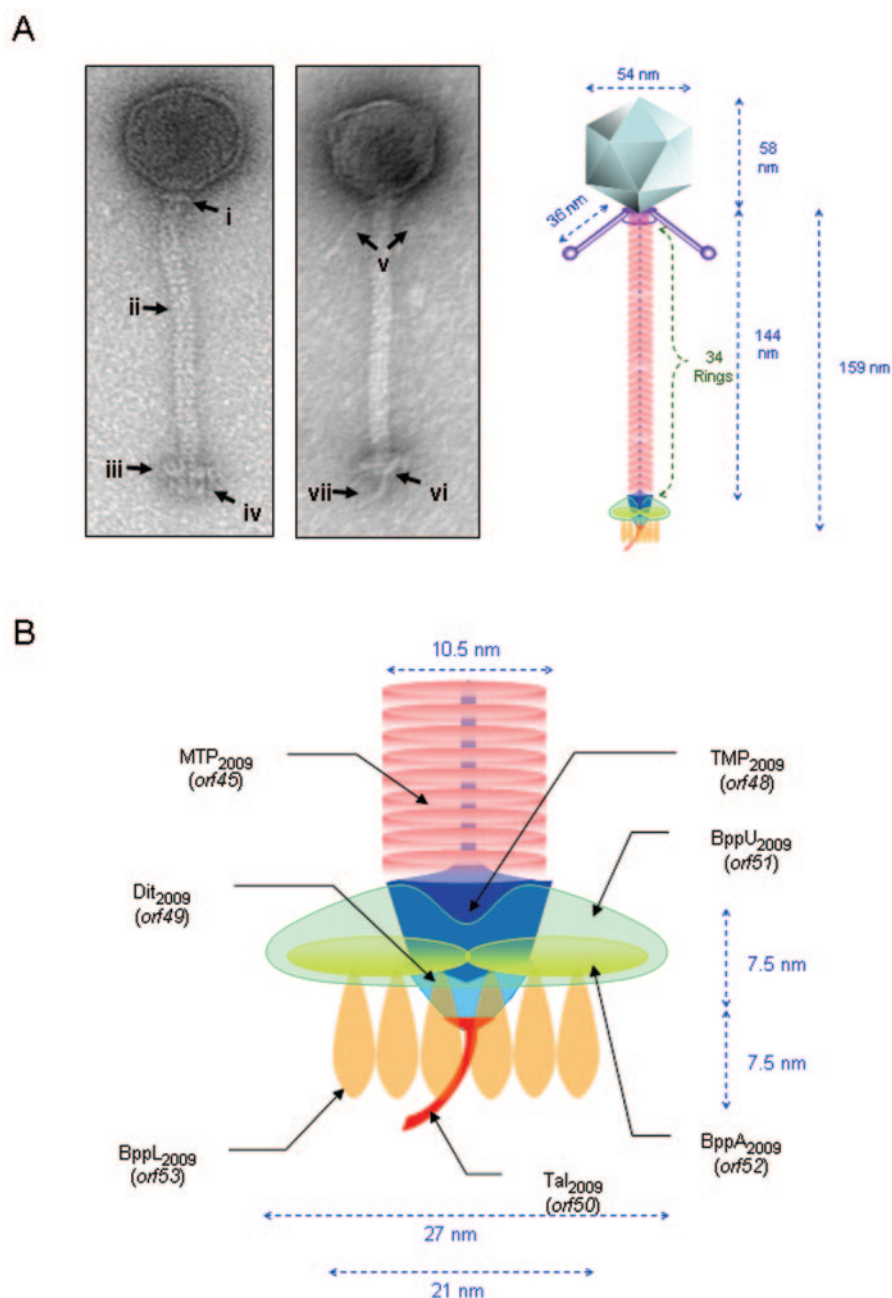 A
i
ii
iii
iv
v
vi
vii
54 nm
58
nm
36 nm
144
nm
34
Rings
159 nm
B
10.5 nm
MTP2009
(orf45)
TMP2009
(orf48)
BppU2009
(orf51)
Dit2009
(orf49)
7.5 nm
7.5 nm
BppL2009
(orf53)
Tal2009
(orf50)
BppA2009
(orf52)
27 nm
21 nm